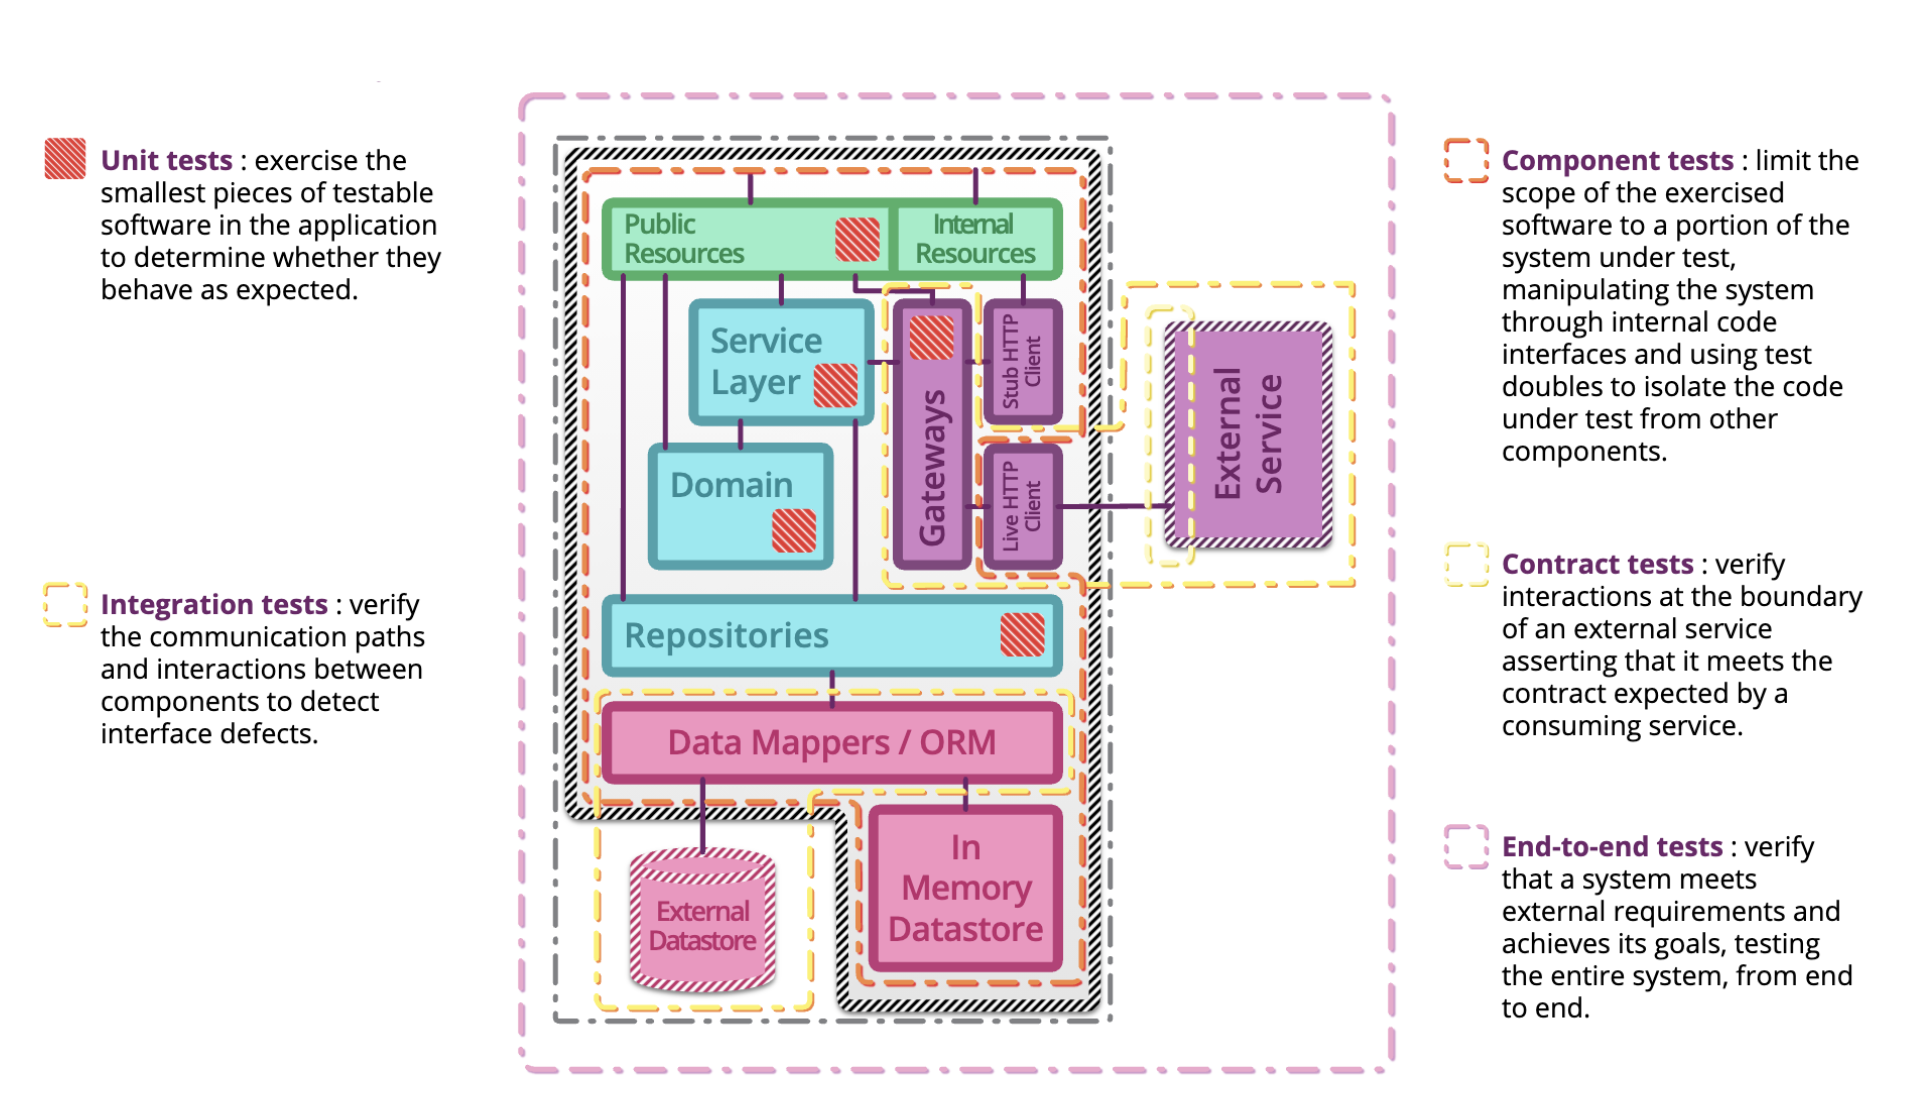 Unit tests : exercise the
smallest pieces of testable
software in the application
to determine whether they
behave as expected.
Integration tests : verify
the communication paths
and interactions between
components to detect
interface defects.
Public
Resources
Internal
Resources
Service
Layer
Domain
Gateways
Stub HTTP
Client
Live HTTP
Client
External
Service
Repositories
Data Mappers / ORM
External
Datastore
In
Memory
Datastore
Component tests : limit the
scope of the exercised
software to a portion of the
system under test,
manipulating the system
through internal code
interfaces and using test
doubles to isolate the code
under test from other
components.
Contract tests : verify
interactions at the boundary
of an external service
asserting that it meets the
contract expected by a
consuming service.
End-to-end tests : verify
that a system meets
external requirements and
achieves its goals, testing
the entire system, from end
to end.